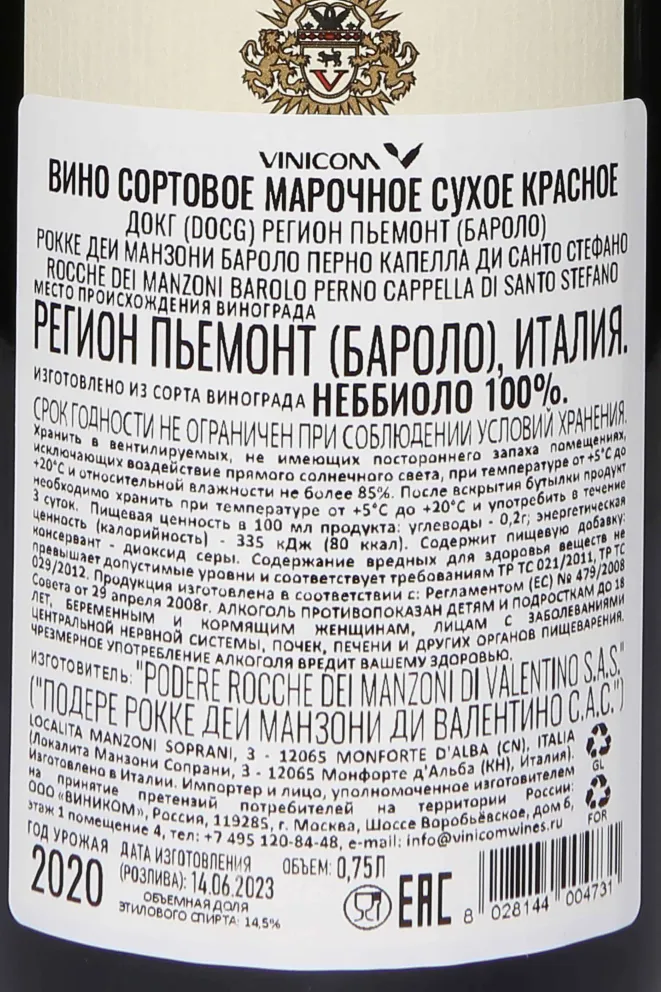 V
VINICOM
ВИНО СОРТОВОЕ МАРОЧНОЕ СУХОЕ КРАСНОЕ
ДОКГ (DOCG) РЕГИОН ПЬЕМОНТ (БАРОЛО)
РОККЕ ДЕИ МАНЗОНИ БАРОЛО ПЕРНО КАПЕЛЛА ДИ САНТО СТЕФАНО
ROCCHE DEI MANZONI BAROLO PERNO CAPPELLA DI SANTO STEFANO
МЕСТО ПРОИСХОЖДЕНИЯ ВИНОГРАДА
РЕГИОН ПЬЕМОНТ (БАРОЛО), ИТАЛИЯ.
ИЗГОТОВЛЕНО ИЗ СОРТА ВИНОГРАДА НЕББИОЛО 100%.
СРОК ГОДНОСТИ НЕ ОГРАНИЧЕН ПРИ СОБЛЮДЕНИИ УСЛОВИЙ ХРАНЕНИЯ.
Хранить в вентилируемых, не имеющих постороннего запаха помещениях,
исключающих воздействие прямого солнечного света, при температуре от +5°С до
+20°С и относительной влажности не более 85%. После вскрытия бутылки продукт
необходимо хранить при температуре от +5°С до +20°С и употребить в течение
3 суток. Пищевая ценность в 100 мл продукта: углеводы - 0,2г; энергетическая
ценность (калорийность) - 335 кДж (80 ккал). Содержит пищевую добавку:
консервант - диоксид серы. Содержание вредных для здоровья веществ не
превышает допустимые уровни и соответствует требованиям ТР ТС 021/2011, ТР ТС
029/2012. Продукция изготовлена в соответствии с: Регламентом (ЕС) № 479/2008
Совета от 29 апреля 2008г. АЛКОГОЛЬ ПРОТИВОПОКАЗАН ДЕТЯМ И ПОДРОСТКАМ ДО 18
ЛЕТ, БЕРЕМЕННЫМ И КОРМЯЩИМ ЖЕНЩИНАМ, ЛИЦАМ С ЗАБОЛЕВАНИЯМИ
ЦЕНТРАЛЬНОЙ НЕРВНОЙ СИСТЕМЫ, ПОЧЕК, ПЕЧЕНИ И ДРУГИХ ОРГАНОВ ПИЩЕВАРЕНИЯ.
ЧРЕЗМЕРНОЕ УПОТРЕБЛЕНИЕ АЛКОГОЛЯ ВРЕДИТ ВАШЕМУ ЗДОРОВЬЮ.
ИЗГОТОВИТЕЛЬ: "PODERE ROCCHE DEI MANZONI DI VALENTINO S.A.S."
("ПОДЕРЕ РОККЕ ДЕИ МАНЗОНИ ДИ ВАЛЕНТИНО С.А.С.")
LOCALITA MANZONI SOPRANI, 3 - 12065 MONFORTE D'ALBA (CN), ITALIA
(Локалита Манзони Сопрани, 3 - 12065 Монфорте д'Альба (КН), Италия).
Изготовлено в Италии. Импортер и лицо, уполномоченное изготовителем
на принятие претензий потребителей на территории России:
ООО «ВИНИКОМ», Россия, 119285, г. Москва, Шоссе Воробьёвское, дом 6,
этаж 1 помещение 4, тел: +7 495 120-84-48, e-mail: info@vinicomwines.ru
GL
FOR
ГОД УРОЖАЯ
2020
ДАТА ИЗГОТОВЛЕНИЯ
(РОЗЛИВА): 14.06.2023
ОБЪЕМНАЯ ДОЛЯ
ЭТИЛОВОГО СПИРТА: 14,5%
ОБЪЕМ: 0,75Л
EAC
8 028144 004731